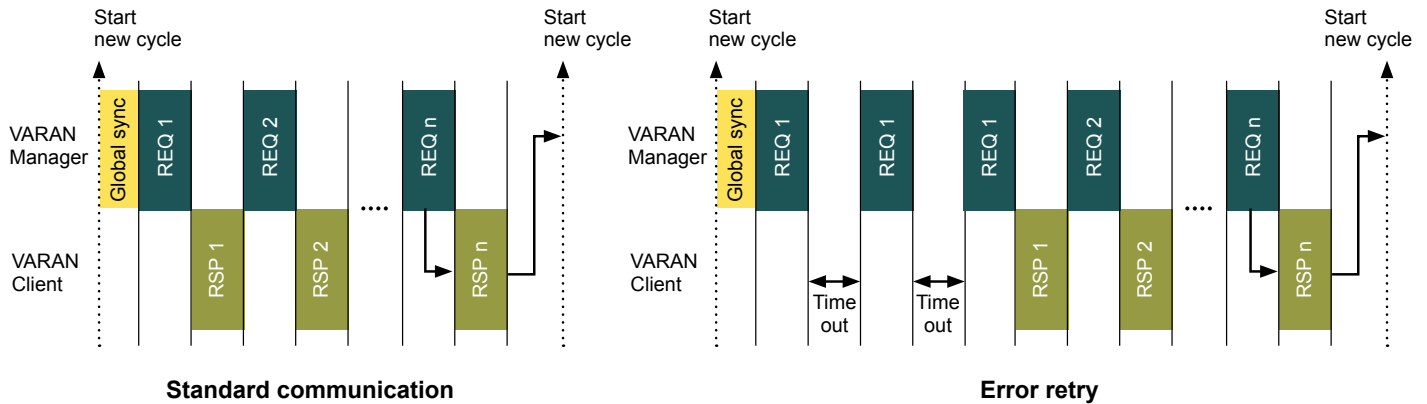 Start
new cycle
Start
new cycle
VARAN
Manager
Global sync
REQ 1
REQ 2
....
REQ n
VARAN
Client
RSP 1
RSP 2
RSP n
Standard communication
Start
new cycle
Start
new cycle
VARAN
Manager
Global sync
REQ 1
REQ 1
REQ 1
REQ 2
....
REQ n
VARAN
Client
Time
out
Time
out
RSP 1
RSP 2
RSP n
Error retry